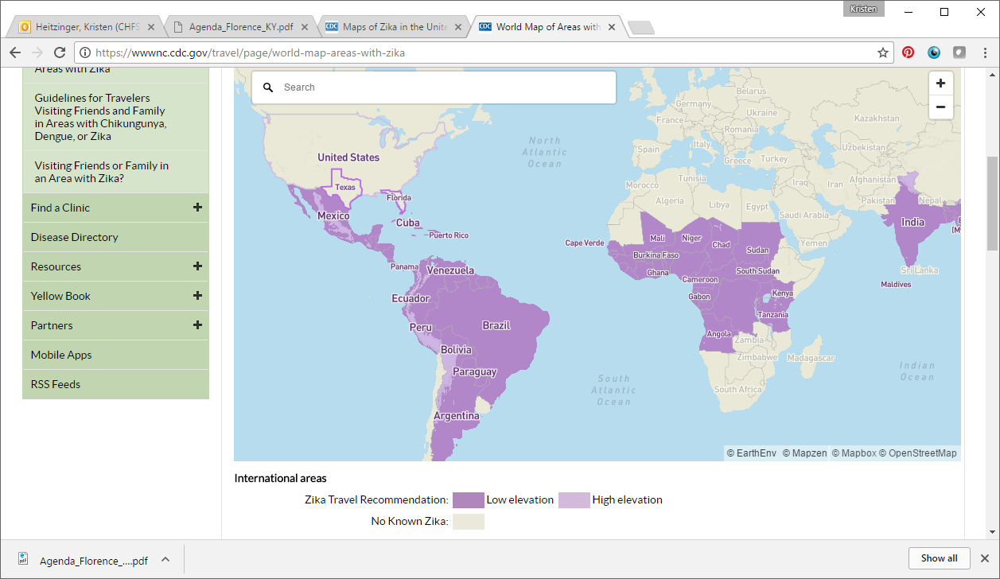 Kristen
Heitzinger, Kristen (CHFS
Agenda_Florence_KY.pdf
Maps of Zika in the Unite
World Map of Areas with
https://wwwnc.cdc.gov/travel/page/world-map-areas-with-zika
Areas with Zika
Guidelines for Travelers
Visiting Friends and Family
in Areas with Chikungunya,
Dengue, or Zika
Visiting Friends or Family in
an Area with Zika?
Find a Clinic
Disease Directory
Resources
Yellow Book
Partners
Mobile Apps
RSS Feeds
Search
+
−
North
Atlantic
Ocean
United States
Texas
Florida
Mexico
Cuba
Puerto Rico
Panama
Venezuela
Ecuador
Peru
Brazil
Bolivia
Paraguay
Argentina
South
Atlantic
Ocean
Belarus
Germany
Ukraine
France
Kazakhstan
Romania
Italy
Spain
Uzbekistan
Greece
Turkey
Tunisia
Morocco
Iraq
Iran
Afghanistan
Algeria
Libya
Egypt
Pakistan
Nepal
Saudi Arabia
India
B
(M
Cape Verde
Mali
Niger
Chad
Sudan
Yemen
Burkina Faso
Ghana
South Sudan
Sri Lanka
Cameroon
Maldives
Gabon
Kenya
Tanzania
Angola
Zambia
Zimbabwe
Madagascar
Indian
Ocean
South Africa
© EarthEnv © Mapzen © Mapbox © OpenStreetMap
International areas
Zika Travel Recommendation: Low elevation High elevation
No Known Zika:
Agenda_Florence_....pdf
Show all